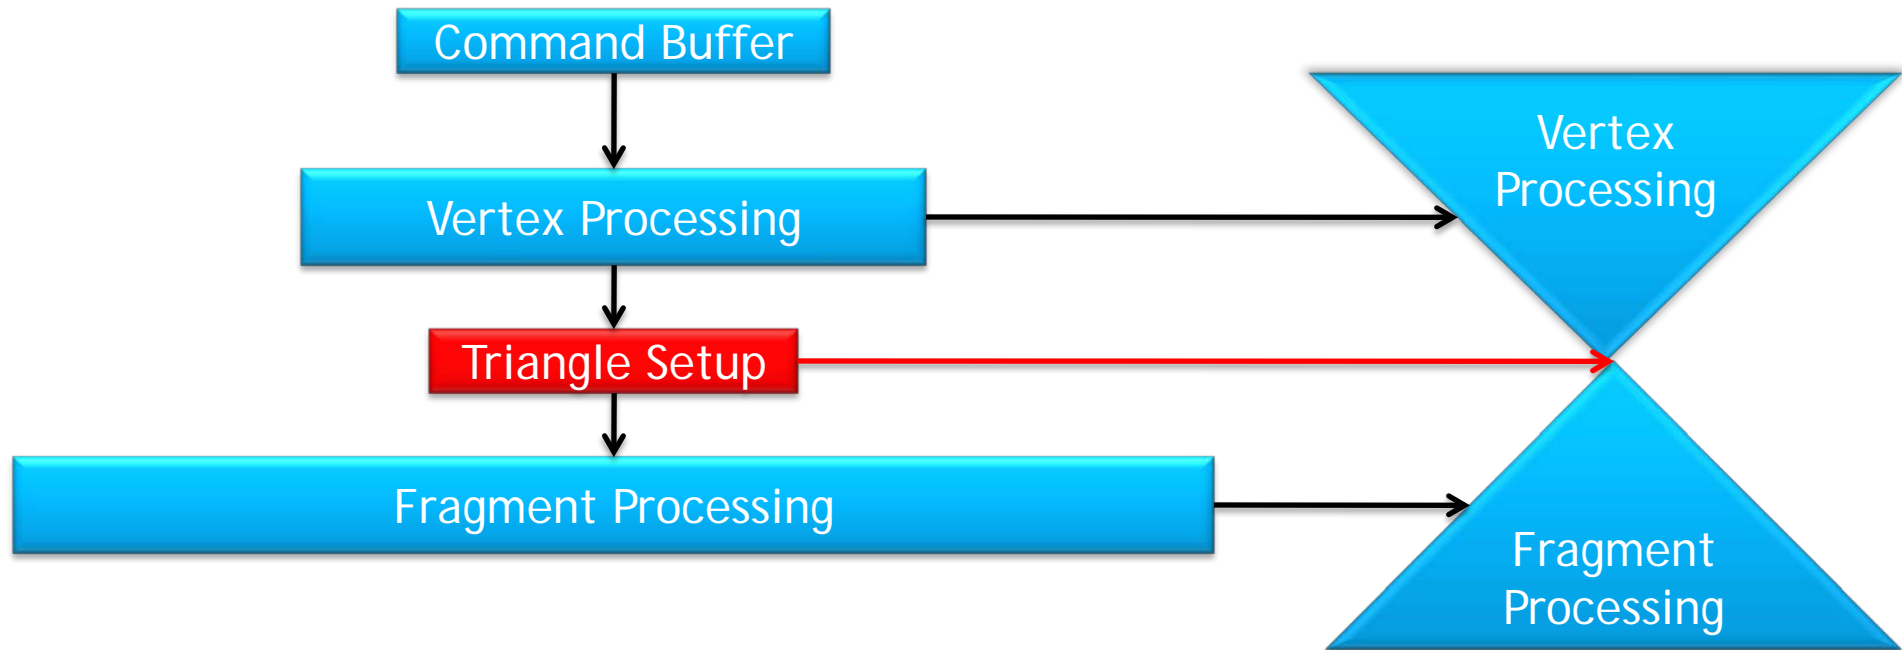 Command Buffer
Vertex
Processing
Vertex Processing
Triangle Setup
Fragment Processing
Fragment
Processing